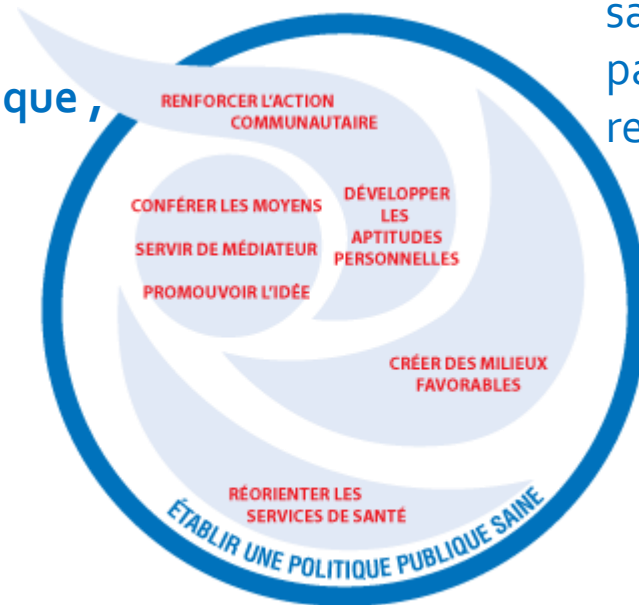 sa
pa
re
que ,
RENFORCER L'ACTION
COMMUNAUTAIRE
CONFÉRER LES MOYENS
SERVIR DE MÉDIATEUR
PROMOUVOIR L'IDÉE
DÉVELOPPER
LES
APTITUDES
PERSONNELLES
CRÉER DES MILIEUX
FAVORABLES
RÉORIENTER LES
SERVICES DE SANTÉ
ÉTABLIR UNE POLITIQUE PUBLIQUE SAINE